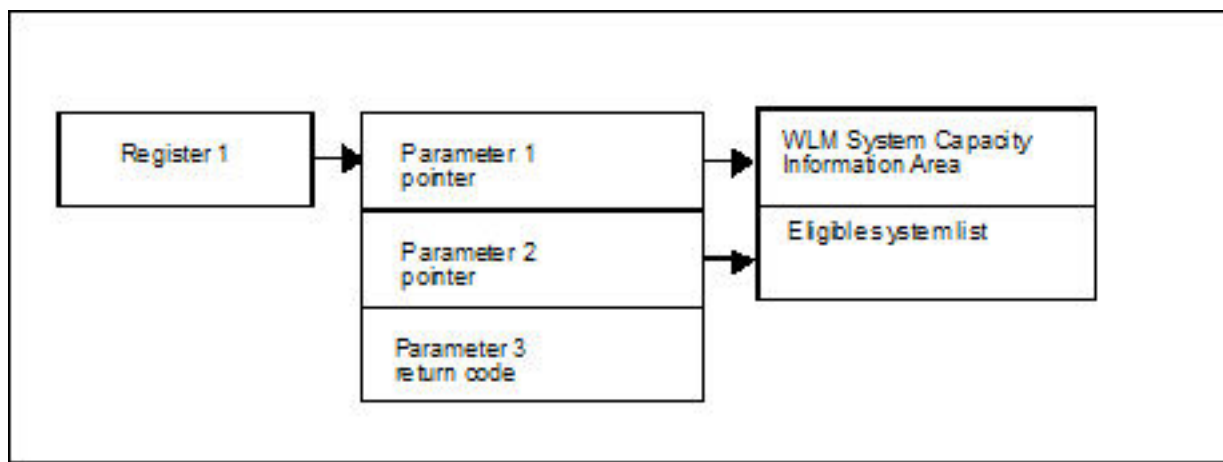 Register 1
Parameter 1
pointer
WLM System Capacity
Information Area
Parameter 2
pointer
Eligible system list
Parameter 3
return code